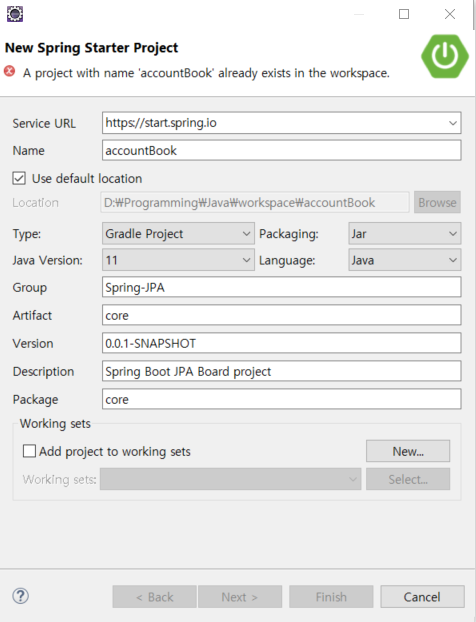 New Spring Starter Project
A project with name 'accountBook' already exists in the workspace.
Service URL https://start.spring.io
Name accountBook
Use default location
Location D:₩Programming₩Java₩workspace₩accountBook Browse
Type: Gradle Project Packaging: Jar
Java Version: 11 Language: Java
Group Spring-JPA
Artifact core
Version 0.0.1-SNAPSHOT
Description Spring Boot JPA Board project
Package core
Working sets
Add project to working sets New...
Working sets: Select...
? < Back Next > Finish Cancel